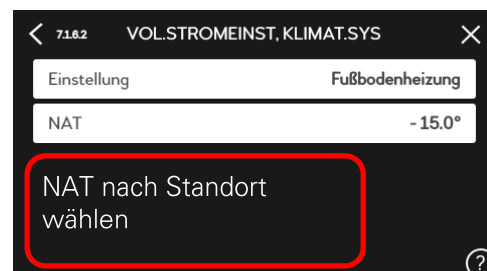 7.1.6.2 VOL.STROMEINST, KLIMAT.SYS
Einstellung Fußbodenheizung
NAT -15.0°
NAT nach Standort
wählen
?